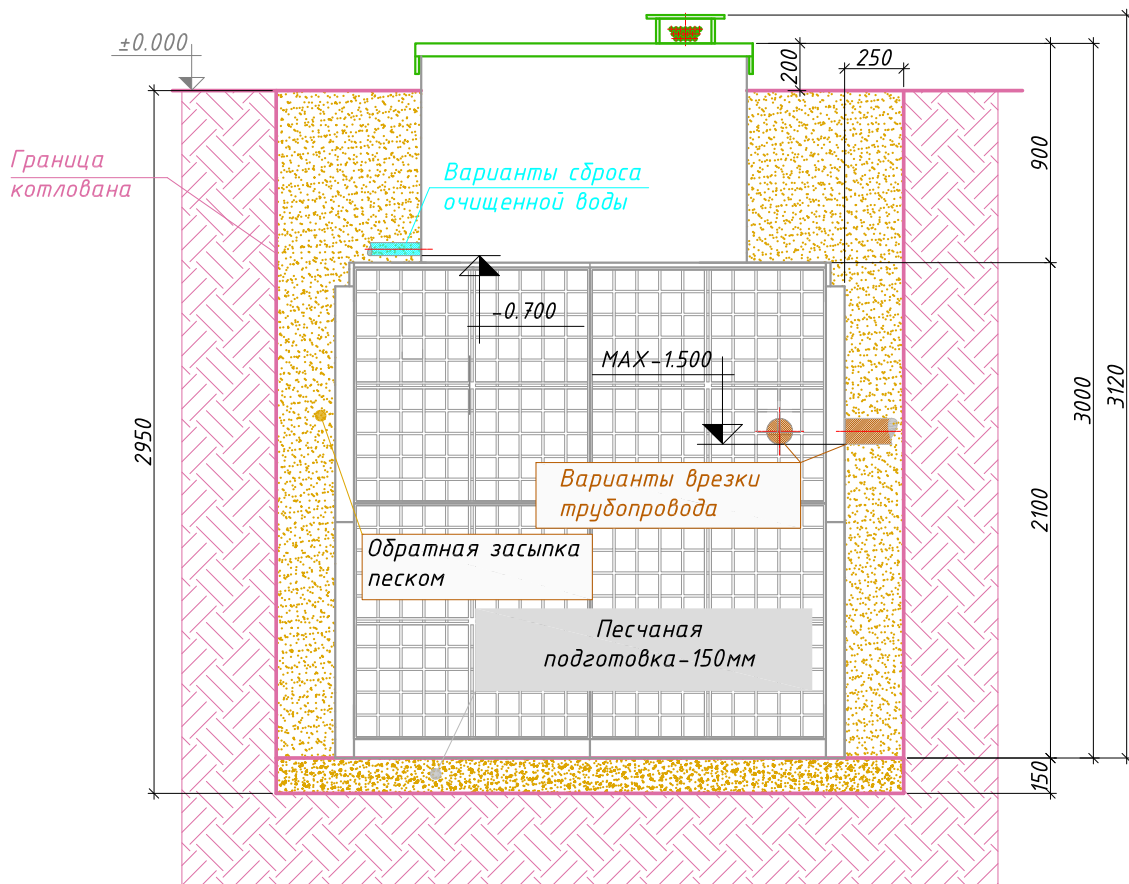 ±0.000
200
250
Граница
котлована
Варианты сброса
очищенной воды
900
-0.700
MAX-1.500
3000
3120
2950
Варианты врезки
трубопровода
2100
Обратная засыпка
песком
Песчаная
подготовка-150мм
150